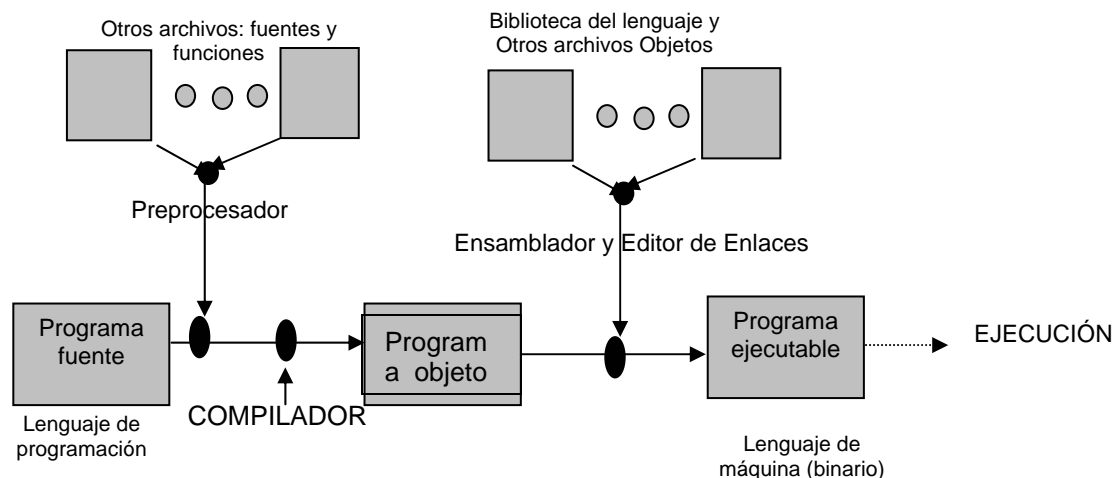 Otros archivos: fuentes y
funciones
Biblioteca del lenguaje y
Otros archivos Objetos
Preprocesador
Ensamblador y Editor de Enlaces
Programa
fuente
Program
a objeto
Programa
ejecutable
EJECUCIÓN
COMPILADOR
Lenguaje de
programación
Lenguaje de
máquina (binario)